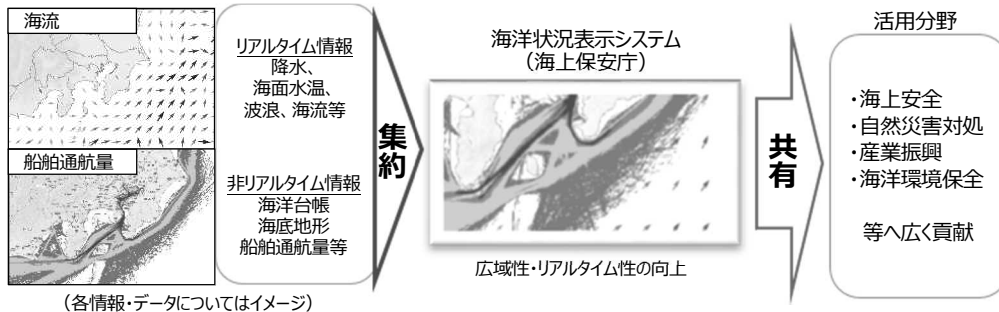 海流
船舶通航量
リアルタイム情報
降水、
海面水温、
波浪、海流等
非リアルタイム情報
海洋台帳
海底地形
船舶通航量等
(各情報・データについてはイメージ)
集約
海洋状況表示システム
(海上保安庁)
広域性・リアルタイム性の向上
共有
活用分野
・海上安全
・自然災害対処
・産業振興
・海洋環境保全
等へ広く貢献